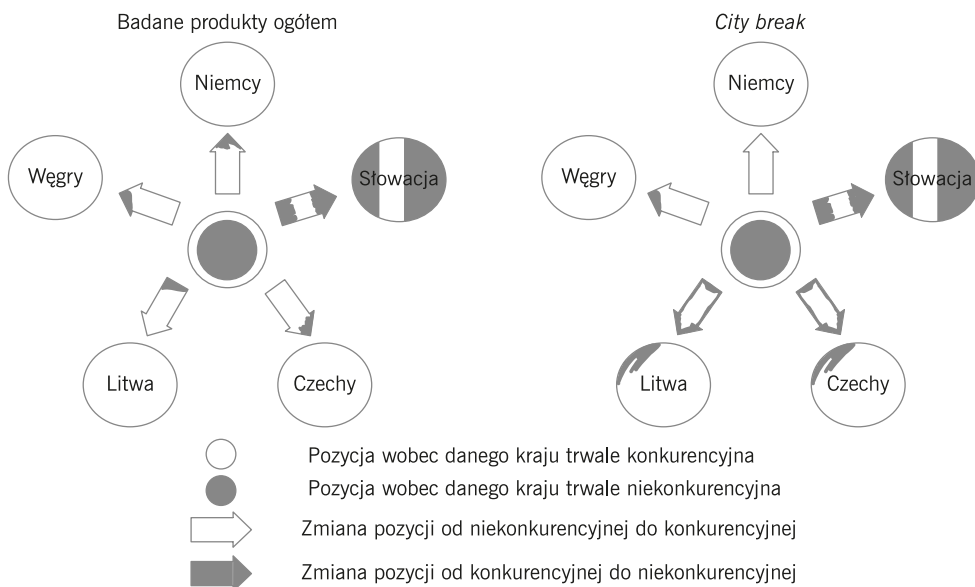 Badane produkty ogółem
City break
Niemcy
Niemcy
Węgry
Słowacja
Węgry
Słowacja
Litwa
Czechy
Litwa
Czechy
Pozycja wobec danego kraju trwale konkurencyjna
Pozycja wobec danego kraju trwale niekonkurencyjna
Zmiana pozycji od niekonkurencyjnej do konkurencyjnej
Zmiana pozycji od konkurencyjnej do niekonkurencyjnej